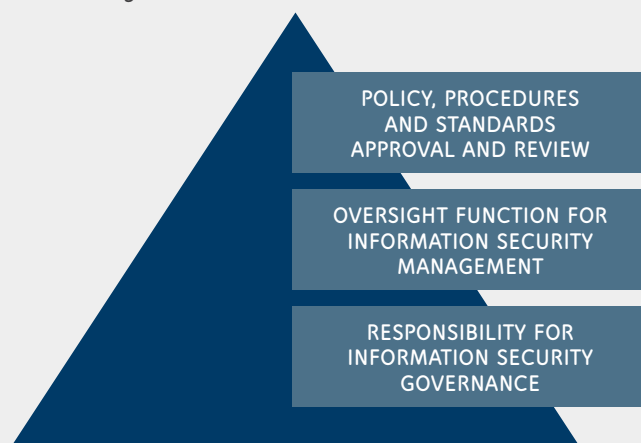 POLICY, PROCEDURES
AND STANDARDS
APPROVAL AND REVIEW
OVERSIGHT FUNCTION FOR
INFORMATION SECURITY
MANAGEMENT
RESPONSIBILITY FOR
INFORMATION SECURITY
GOVERNANCE